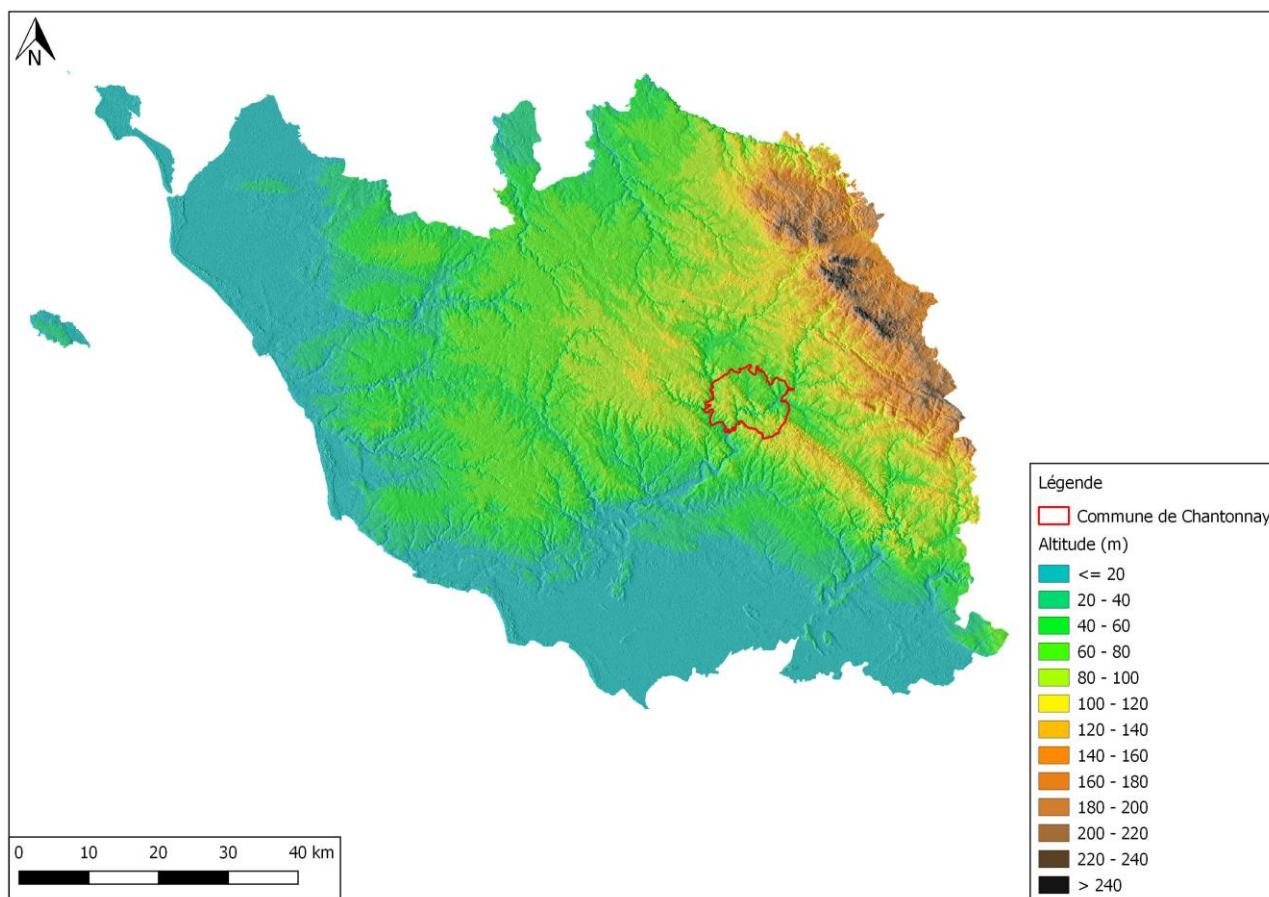 N
Légende
Commune de Chantonnay
Altitude (m)
<= 20
20 - 40
40 - 60
60 - 80
80 - 100
100 - 120
120 - 140
140 - 160
160 - 180
180 - 200
200 - 220
220 - 240
> 240
0 10 20 30 40 km